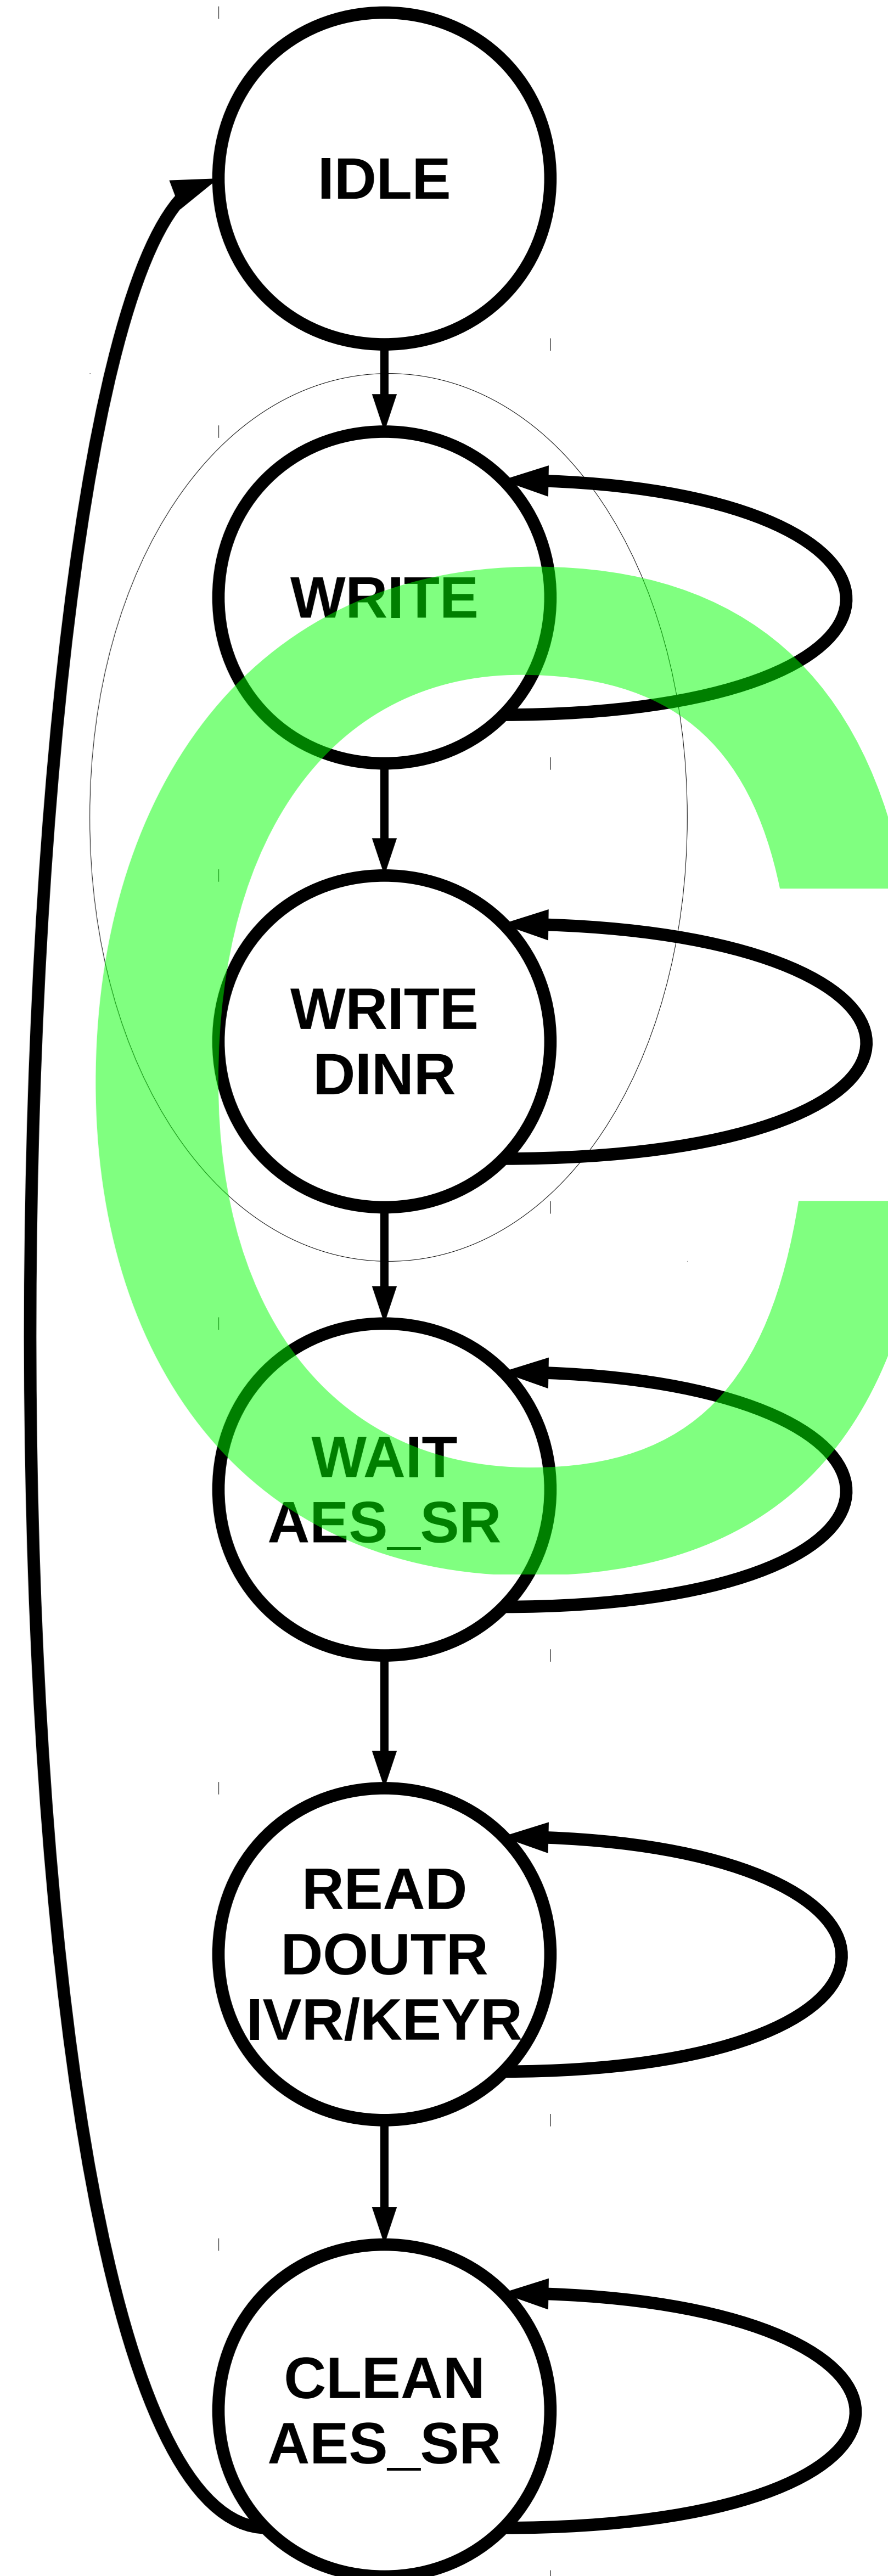 IDLE
WRITE
WRITE
DINR
WAIT
AES_SR
READ
DOUTR
IVR/KEYR
CLEAN
AES_SR